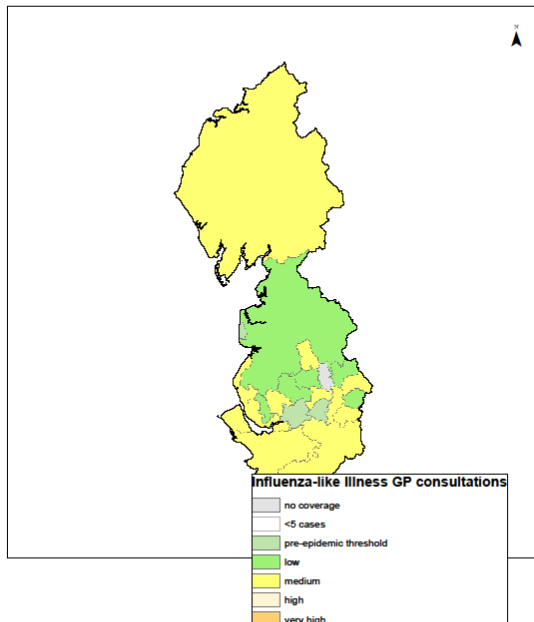 N
Influenza-like Illness GP consultations
no coverage
<5 cases
pre-epidemic threshold
low
medium
high
very high